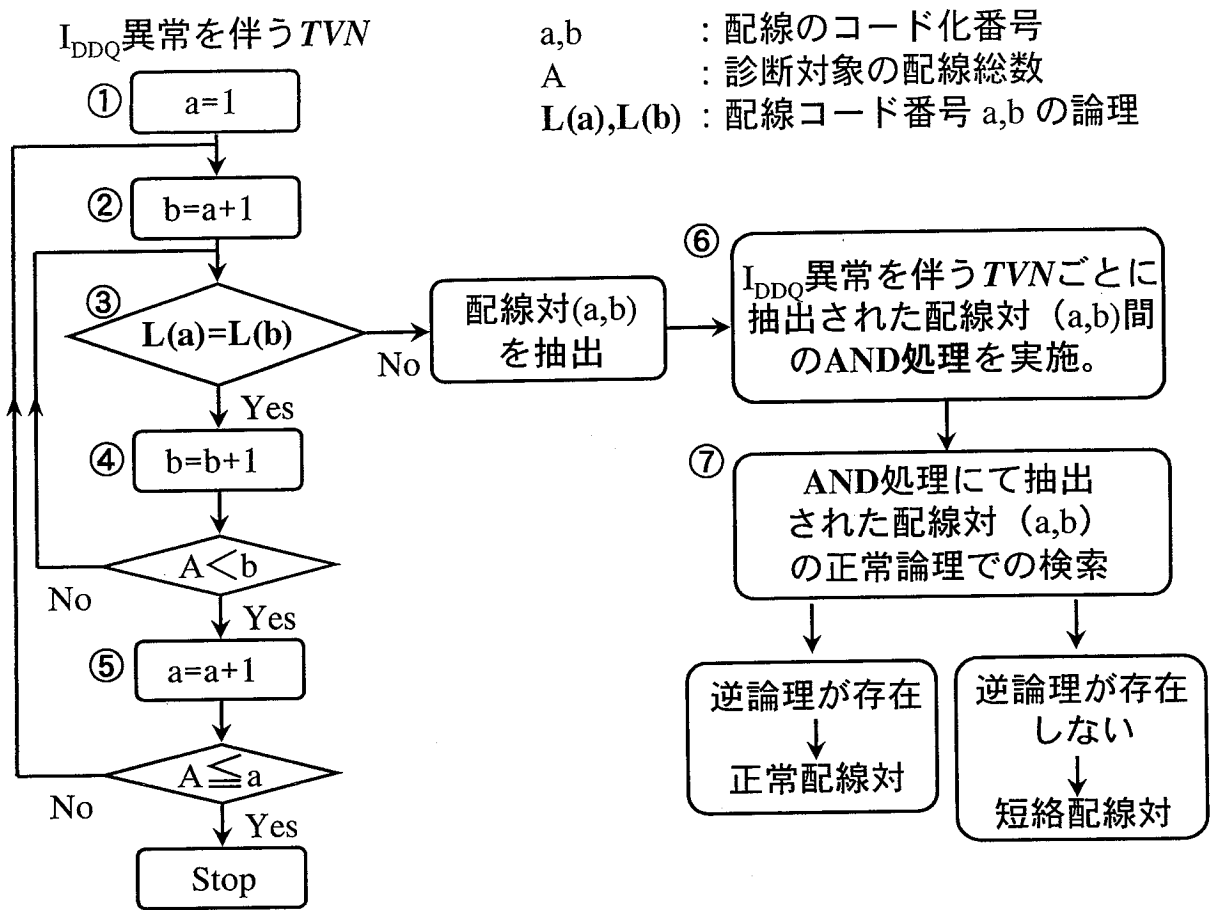 I_DDQ異常を伴うTVN
a,b ：配線のコード化番号
A ：診断対象の配線総数
L(a),L(b) ：配線コード番号 a,b の論理
① a=1
② b=a+1
③ L(a)=L(b)
No
Yes
配線対(a,b)
を抽出
④ b=b+1
A＜b
No
Yes
⑤ a=a+1
A≦a
No
Yes
Stop
⑥
I_DDQ異常を伴うTVNごとに
抽出された配線対（a,b)間
のAND処理を実施。
⑦
AND処理にて抽出
された配線対（a,b）
の正常論理での検索
逆論理が存在
正常配線対
逆論理が存在
しない
短絡配線対